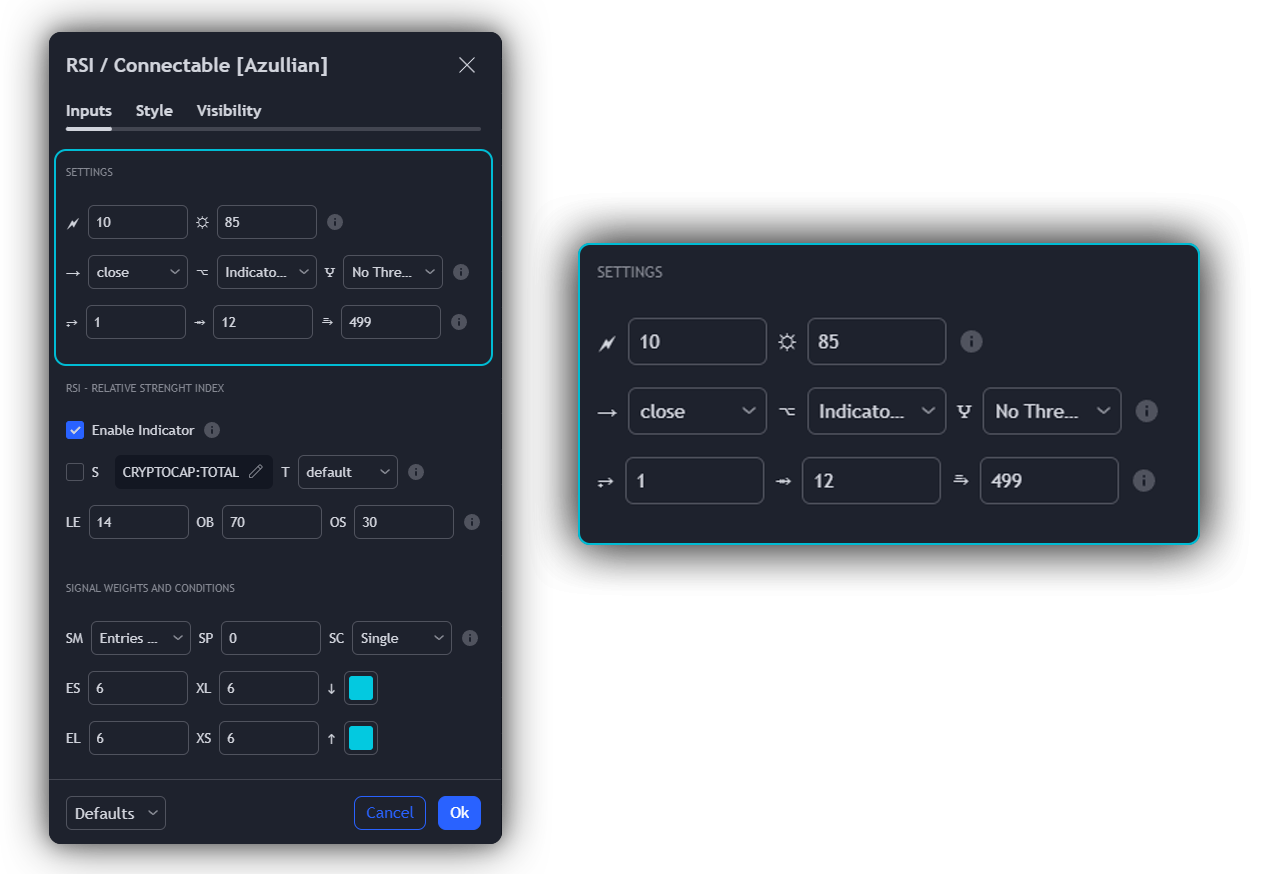 RSI / Connectable [Azullian]
Inputs Style Visibility
SETTINGS
10 85
close Indicato... No Thre...
1 12 499
RSI - RELATIVE STRENGHT INDEX
Enable Indicator
S CRYPTOCAP:TOTAL T default
LE 14 OB 70 OS 30
SIGNAL WEIGHTS AND CONDITIONS
SM Entries ... SP 0 SC Single
ES 6 XL 6 ↓
EL 6 XS 6 ↑
Defaults Cancel Ok
SETTINGS
10 85
close Indicato... No Thre...
1 12 499